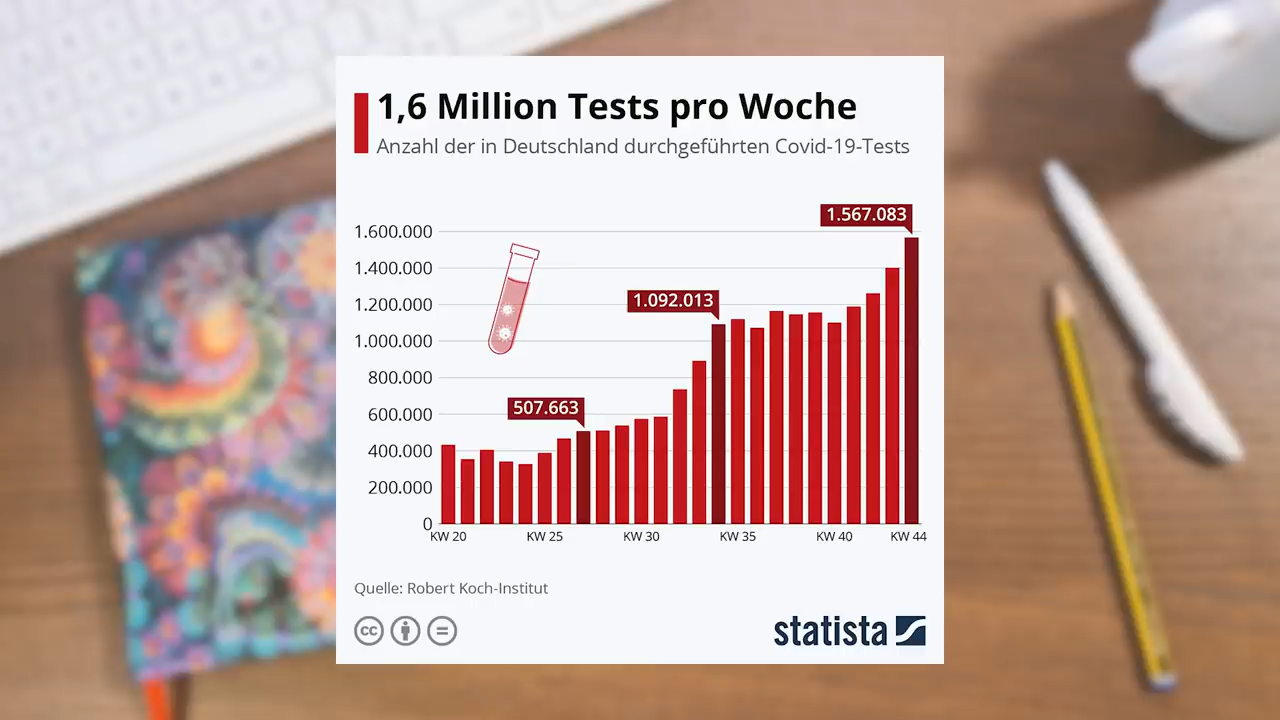 1,6 Million Tests pro Woche
Anzahl der in Deutschland durchgeführten Covid-19-Tests
1.567.083
1.600.000
1.400.000
1.092.013
1.200.000
1.000.000
800.000
507.663
600.000
400.000
200.000
0
KW 20 KW 25 KW 30 KW 35 KW 40 KW 44
Quelle: Robert Koch-Institut
cc
statista